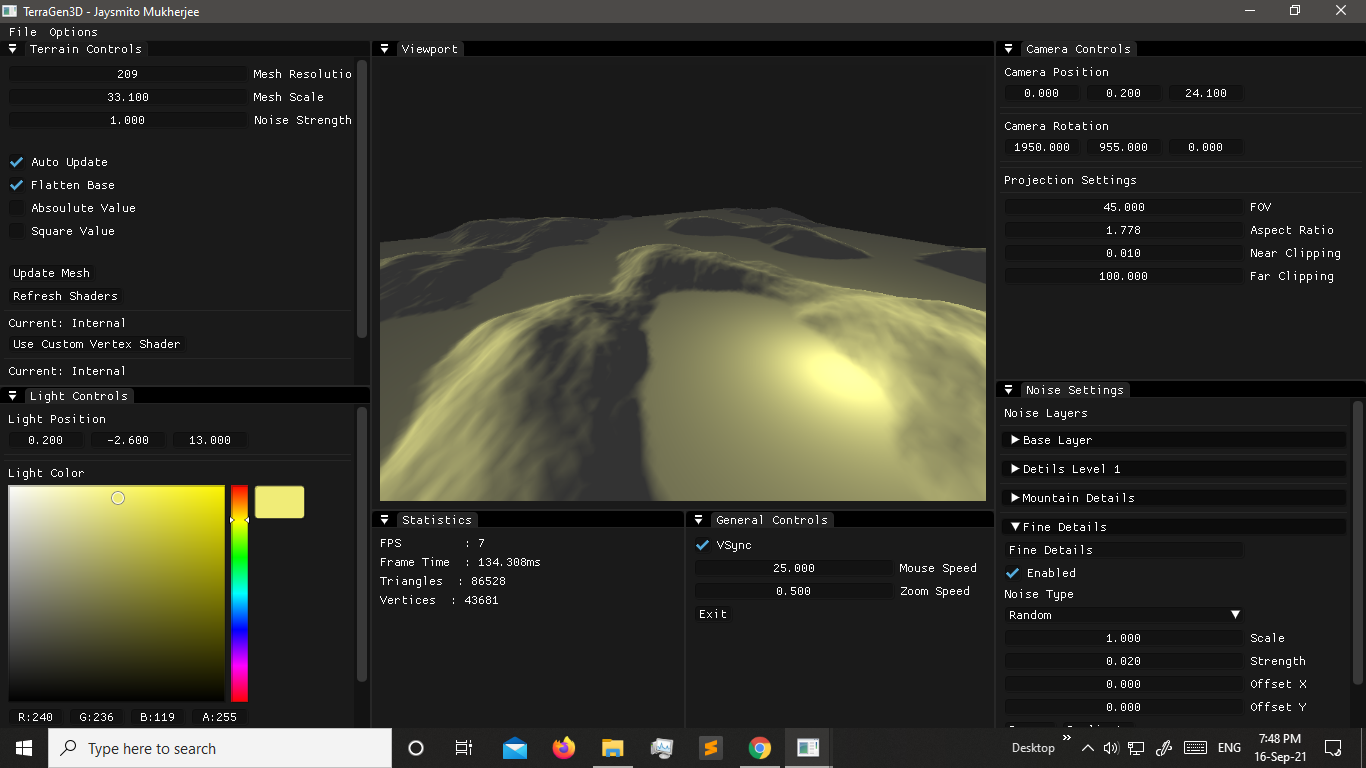 TerraGen3D - Jaysmito Mukherjee
File Options
Terrain Controls
209 Mesh Resolutio
33.100 Mesh Scale
1.000 Noise Strength
Auto Update
Flatten Base
Absoulute Value
Square Value
Update Mesh
Refresh Shaders
Current: Internal
Use Custom Vertex Shader
Current: Internal
Light Controls
Light Position
0.200 -2.600 13.000
Light Color
R:240 G:236 B:119 A:255
Viewport
Statistics
FPS : 7
Frame Time : 134.308ms
Triangles : 86528
Vertices : 43681
General Controls
VSync
25.000 Mouse Speed
0.500 Zoom Speed
Exit
Camera Controls
Camera Position
0.000 0.200 24.100
Camera Rotation
1950.000 955.000 0.000
Projection Settings
45.000 FOV
1.778 Aspect Ratio
0.010 Near Clipping
100.000 Far Clipping
Noise Settings
Noise Layers
Base Layer
Detils Level 1
Mountain Details
Fine Details
Fine Details
Enabled
Noise Type
Random
1.000 Scale
0.020 Strength
0.000 Offset X
0.000 Offset Y
Type here to search
Desktop
ENG
7:48 PM
16-Sep-21